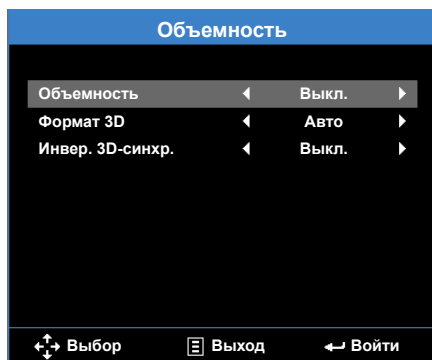 Объемность
Объемность Выкл.
Формат 3D Авто
Инвер. 3D-синхр. Выкл.
Выбор Выход Войти